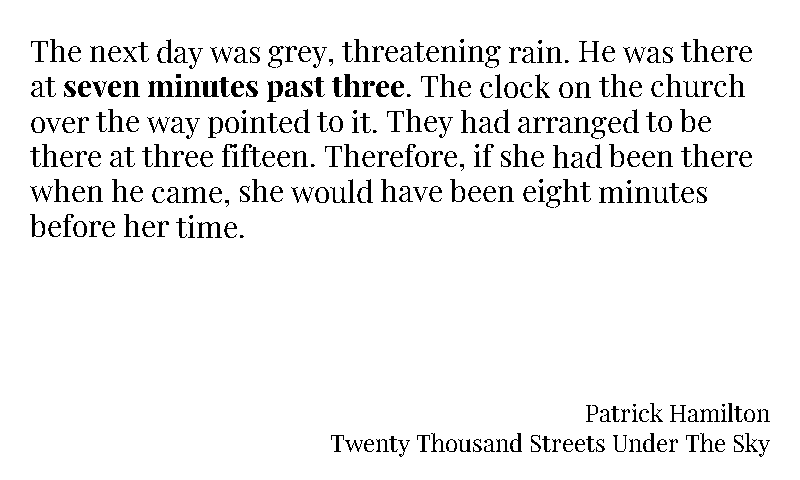 The next day was grey, threatening rain. He was there
at seven minutes past three. The clock on the church
over the way pointed to it. They had arranged to be
there at three fifteen. Therefore, if she had been there
when he came, she would have been eight minutes
before her time.
Patrick Hamilton
Twenty Thousand Streets Under The Sky